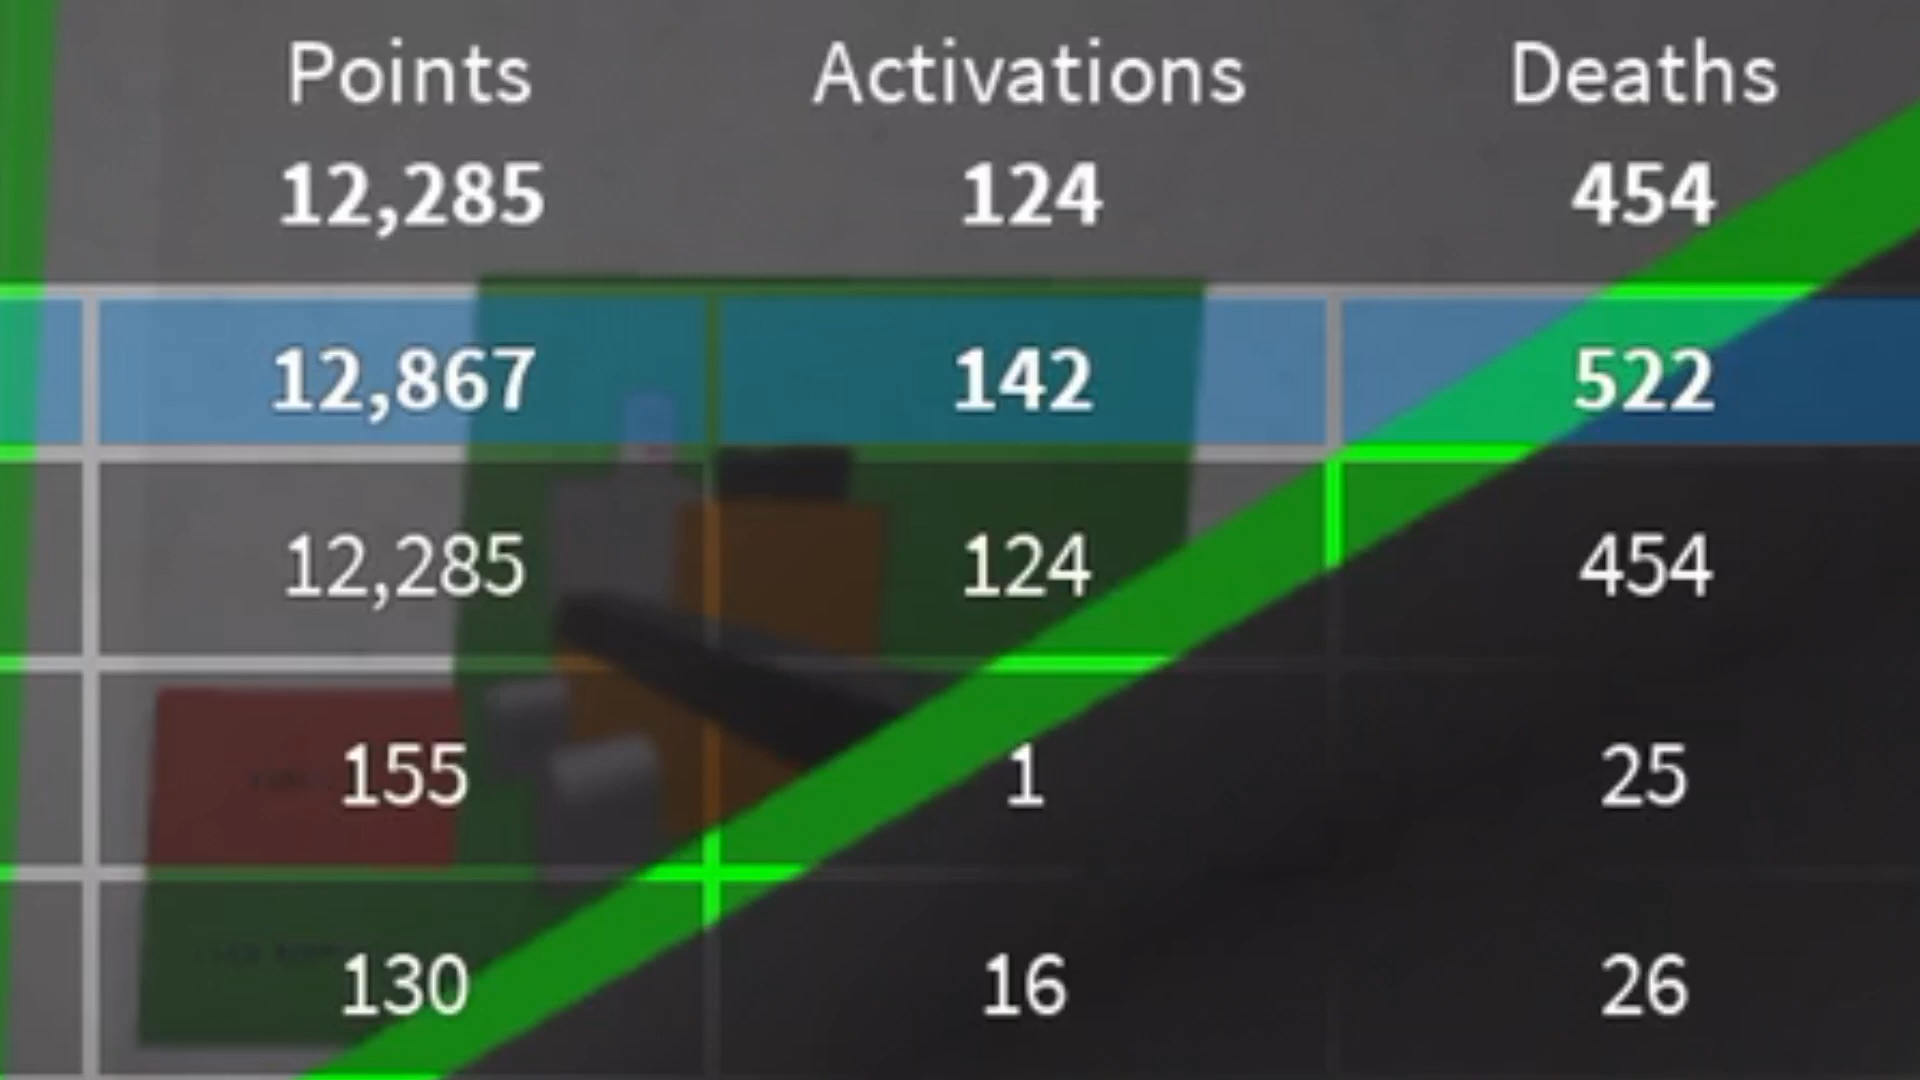 Points Activations Deaths
12,285 124 454
12,867 142 522
12,285 124 454
155 1 25
130 16 26